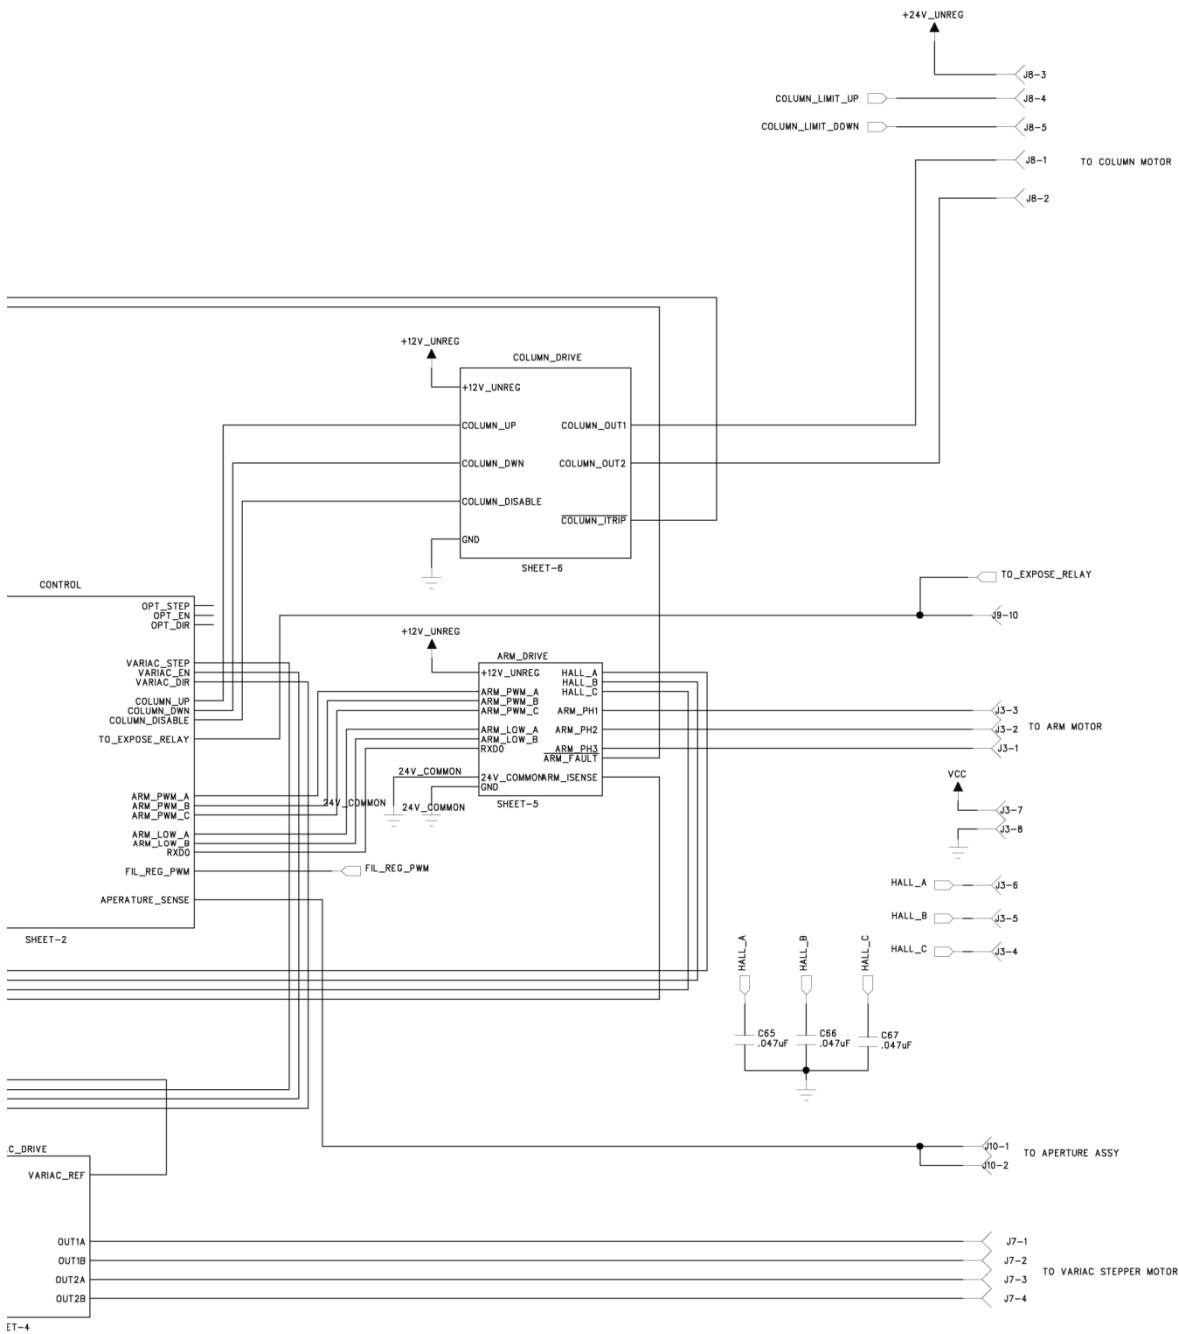 +24V_UNREG
J8-3
COLUMN_LIMIT_UP
J8-4
COLUMN_LIMIT_DOWN
J8-5
J8-1
TO COLUMN MOTOR
J8-2
+12V_UNREG
COLUMN_DRIVE
+12V_UNREG
COLUMN_UP
COLUMN_OUT1
COLUMN_DWN
COLUMN_OUT2
COLUMN_DISABLE
COLUMN_ITRIP
GND
SHEET-6
TO_EXPOSE_RELAY
J9-10
CONTROL
OPT_STEP
OPT_EN
OPT_DIR
VARIAC_STEP
VARIAC_EN
VARIAC_DIR
COLUMN_UP
COLUMN_DWN
COLUMN_DISABLE
TO_EXPOSE_RELAY
ARM_PWM_A
ARM_PWM_B
ARM_PWM_C
ARM_LOW_A
ARM_LOW_B
RXD0
FIL_REG_PWM
FIL_REG_PWM
APERATURE_SENSE
SHEET-2
+12V_UNREG
ARM_DRIVE
+12V_UNREG
HALL_A
HALL_B
HALL_C
ARM_PWM_A
ARM_PWM_B
ARM_PWM_C
ARM_PH1
ARM_LOW_A
ARM_PH2
ARM_LOW_B
RXD0
ARM_PH3
ARM_FAULT
24V_COMMON
24V_COMMON
ARM_ISENSE
GND
24V_COMMON
24V_COMMON
SHEET-5
J3-3
J3-2
TO ARM MOTOR
J3-1
VCC
J3-7
J3-8
HALL_A
J3-6
HALL_B
J3-5
HALL_C
J3-4
HALL_A
HALL_B
HALL_C
C65
.047uF
C66
.047uF
C67
.047uF
J10-1
TO APERTURE ASSY
J10-2
C_DRIVE
VARIAC_REF
OUT1A
J7-1
OUT1B
J7-2
TO VARIAC STEPPER MOTOR
OUT2A
J7-3
OUT2B
J7-4
ET-4